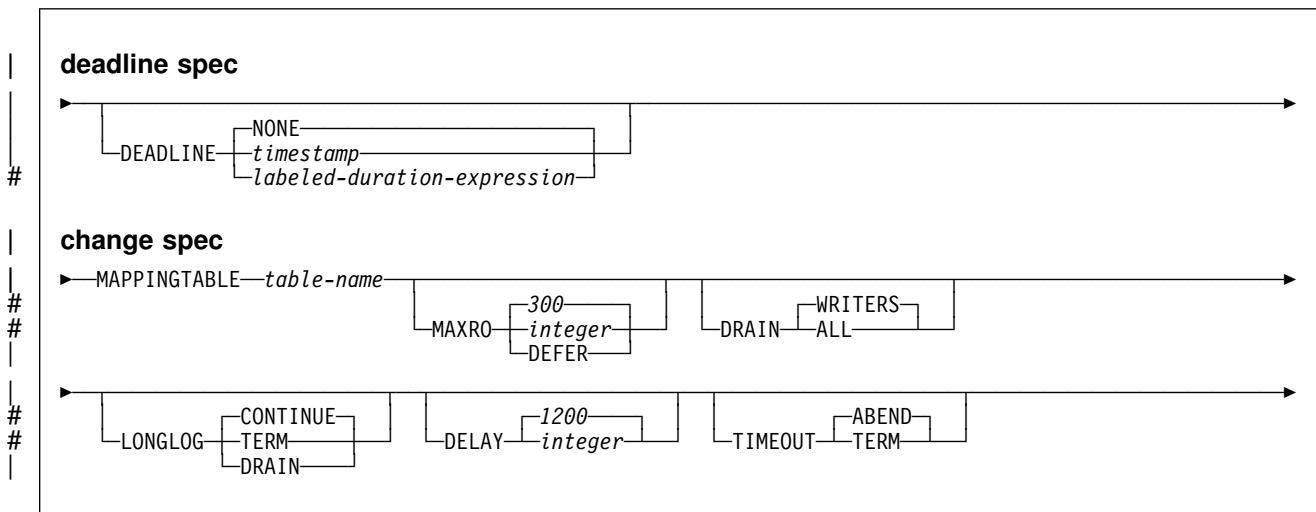 deadline spec
NONE
DEADLINE timestamp
# labeled-duration-expression
change spec
MAPPINGTABLE table-name
# 300 WRITERS
# MAXRO integer DRAIN ALL
DEFER
# CONTINUE 1200 ABEND
# LONGLOG TERM DELAY integer TIMEOUT TERM
DRAIN